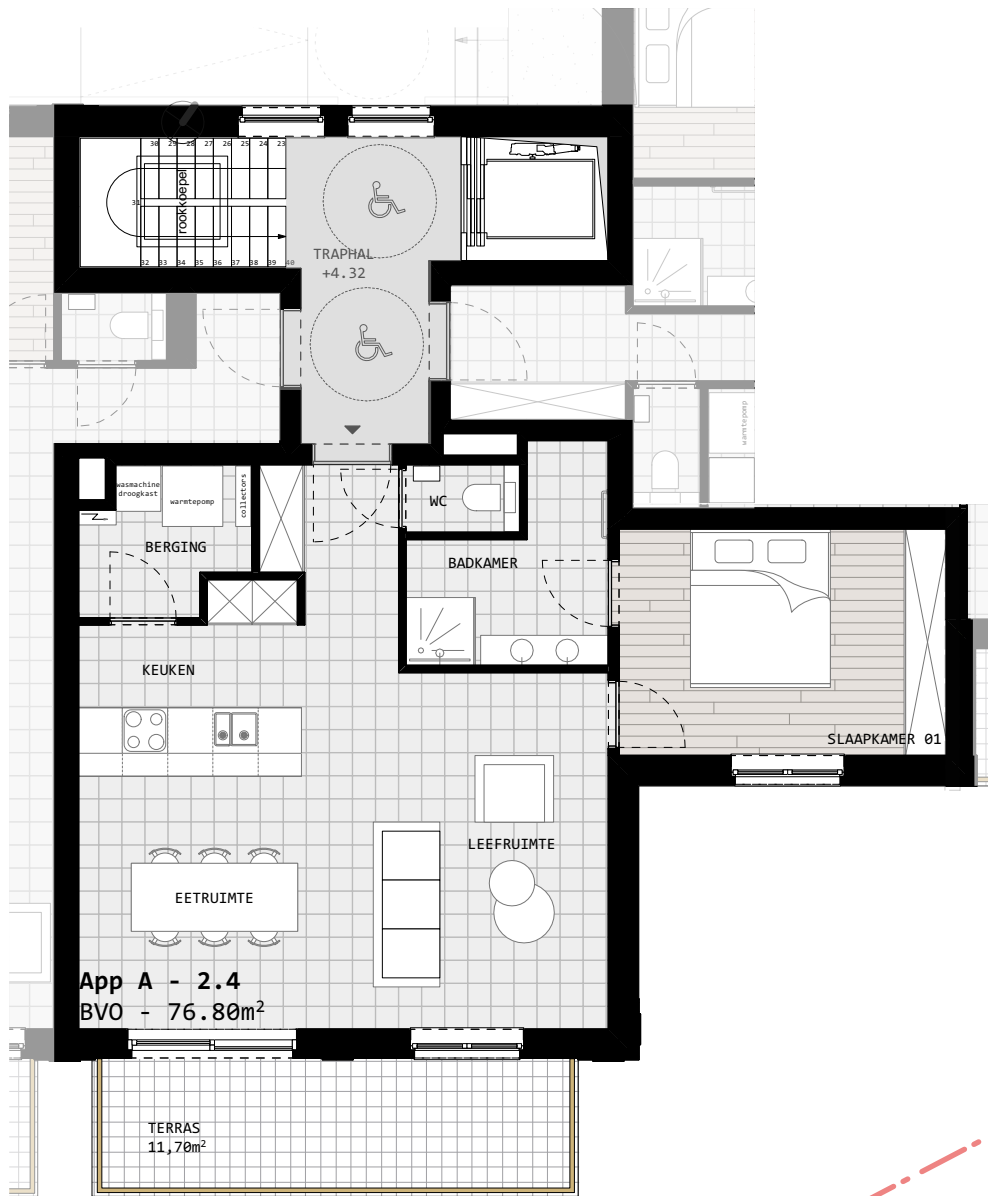 30 29 28 27 26 25 24 23
31
rookkoepel
32 33 34 35 36 37 38 39 40
TRAPHAL
+4.32
warmtepomp
wasmachine
droogkast
warmtepomp
collectors
WC
BERGING
BADKAMER
KEUKEN
SLAAPKAMER 01
LEEFRUIMTE
EETRUIMTE
App A - 2.4
BVO - 76.80m²
TERRAS
11,70m²